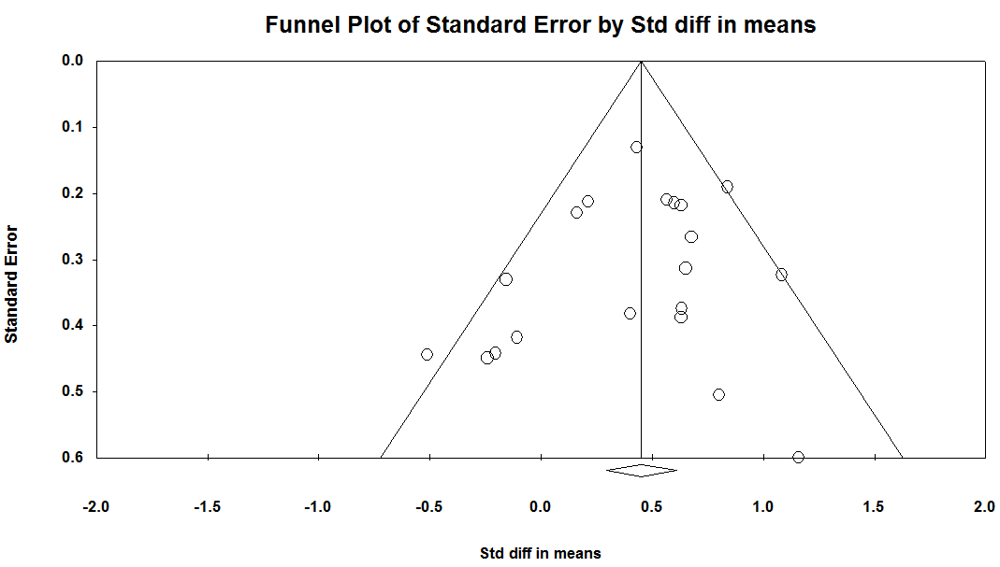 Funnel Plot of Standard Error by Std diff in means
0.0
0.1
0.2
0.3
0.4
0.5
0.6
Standard Error
-2.0 -1.5 -1.0 -0.5 0.0 0.5 1.0 1.5 2.0
Std diff in means